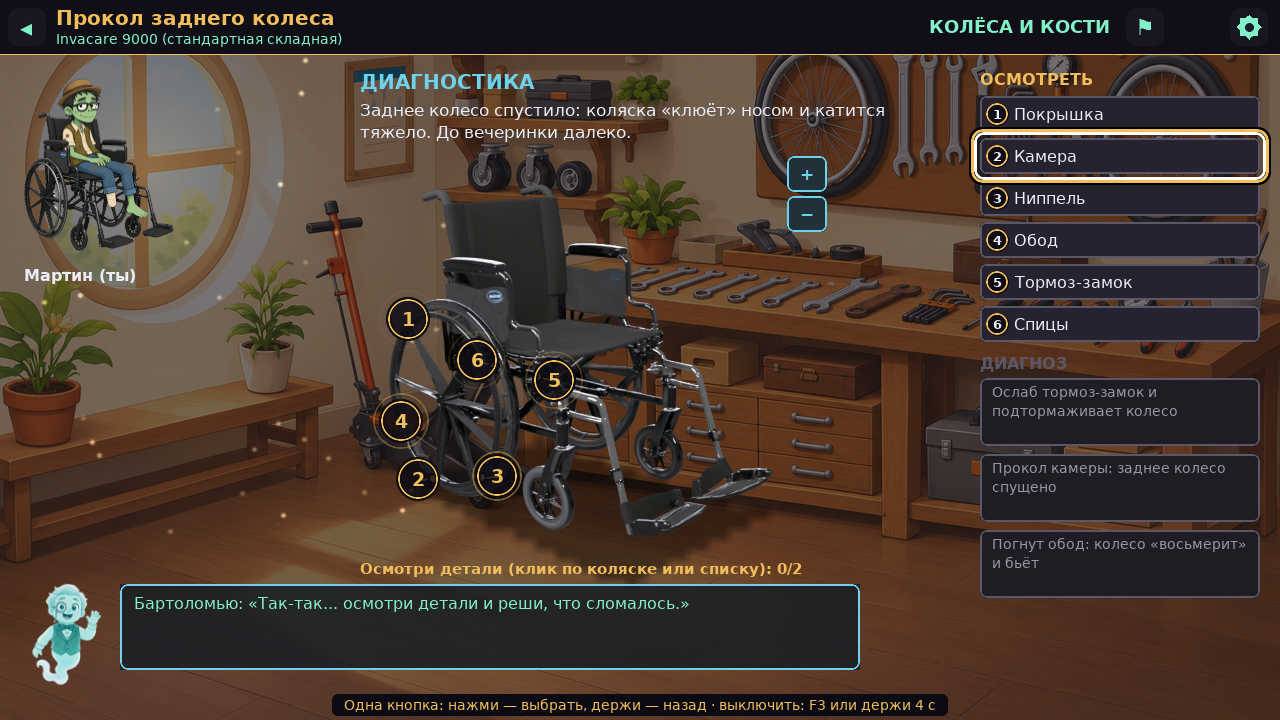 Прокол заднего колеса
Invacare 9000 (стандартная складная)
КОЛЁСА И КОСТИ
ДИАГНОСТИКА
Заднее колесо спустило: коляска «клюёт» носом и катится
тяжело. До вечеринки далеко.
+
−
Мартин (ты)
1
6
5
4
2
3
ОСМОТРЕТЬ
1 Покрышка
2 Камера
3 Ниппель
4 Обод
5 Тормоз-замок
6 Спицы
ДИАГНОЗ
Ослаб тормоз-замок и
подтормаживает колесо
Прокол камеры: заднее колесо
спущено
Погнут обод: колесо «восьмерит»
и бьёт
Осмотри детали (клик по коляске или списку): 0/2
Бартоломью: «Так-так… осмотри детали и реши, что сломалось.»
Одна кнопка: нажми — выбрать, держи — назад · выключить: F3 или держи 4 с